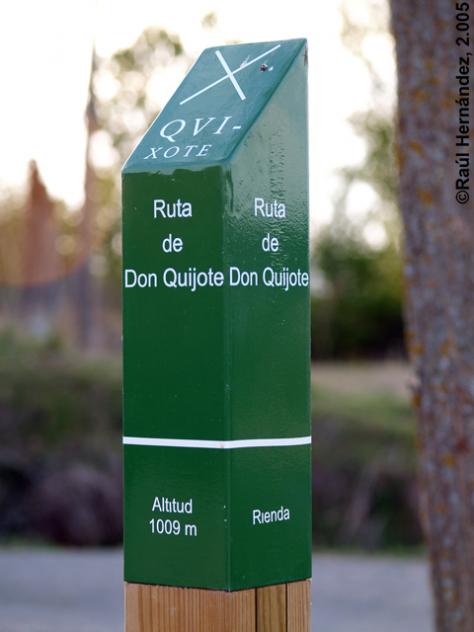 QVI-
XOTE
Ruta
de
Don Quijote
Altitud
1009 m
Ruta
de
Don Quijote
Rienda
©Raúl Hernández, 2.005